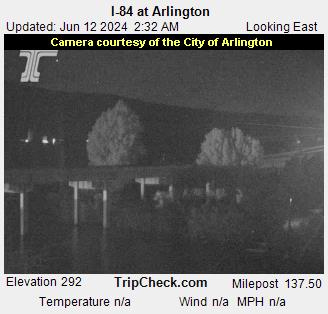 I-84 at Arlington
Updated: Jun 12 2024 2:32 AM Looking East
Camera courtesy of the City of Arlington
Elevation 292 TripCheck.com Milepost 137.50
Temperature n/a Wind n/a MPH n/a